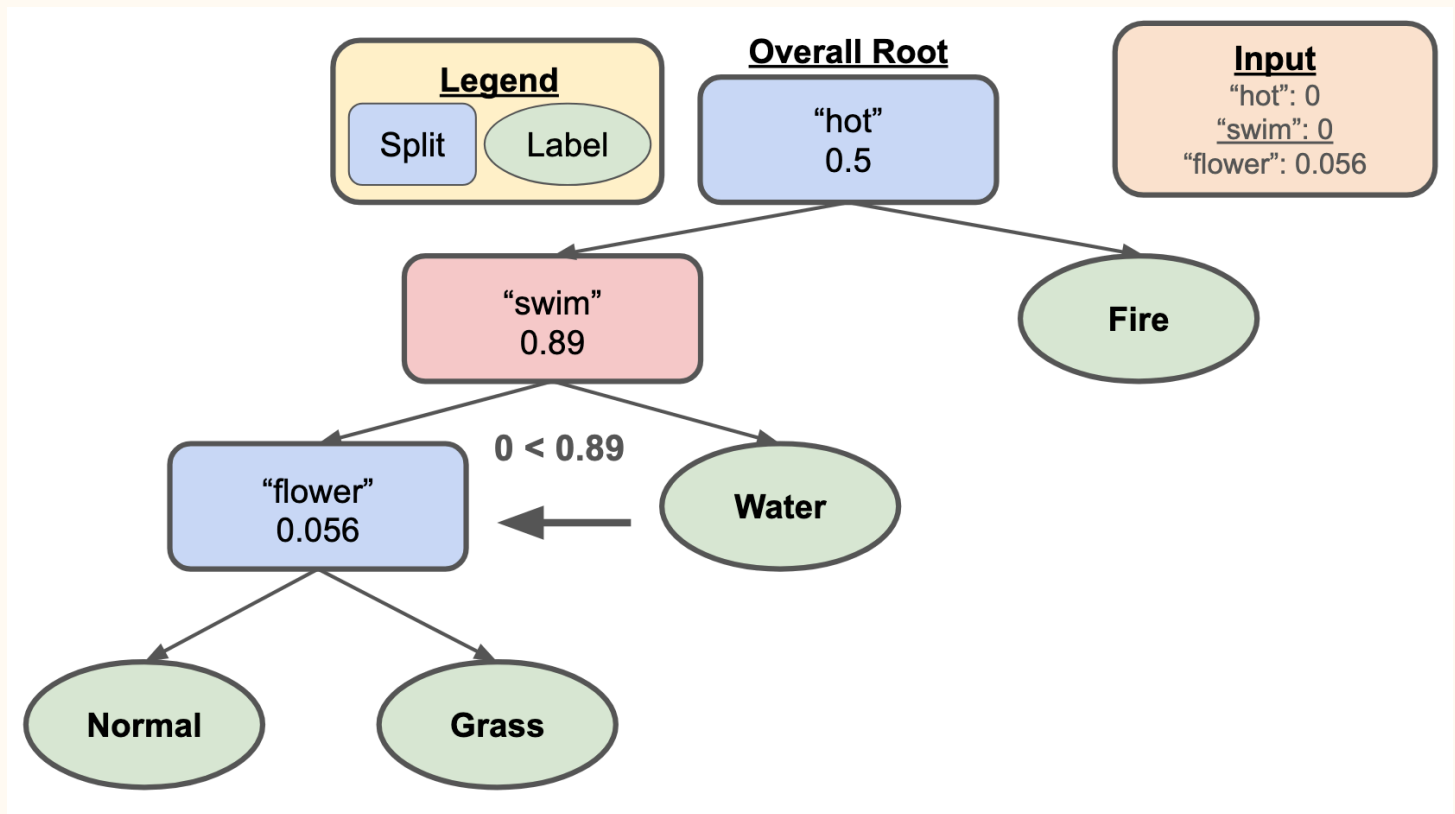 Legend
Split
Label
Overall Root
“hot”
0.5
Input
“hot”: 0
“swim”: 0
“flower”: 0.056
“swim”
0.89
Fire
0 < 0.89
“flower”
0.056
Water
Normal
Grass